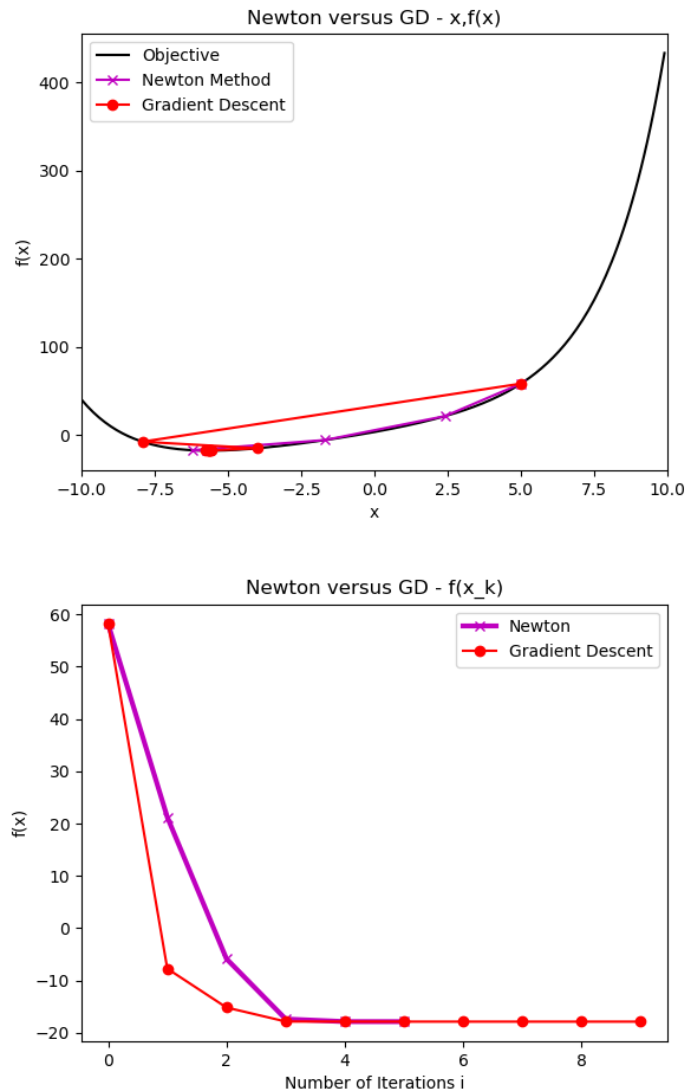 Newton versus GD - x,f(x)
Objective
Newton Method
Gradient Descent
400
300
200
100
0
f(x)
−10.0 −7.5 −5.0 −2.5 0.0 2.5 5.0 7.5 10.0
x
Newton versus GD - f(x_k)
Newton
Gradient Descent
60
50
40
30
20
10
0
−10
−20
f(x)
0 2 4 6 8
Number of Iterations i